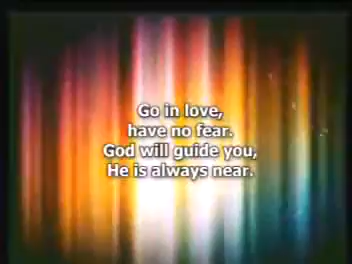 Go in love,
have no fear.
God will guide you,
He is always near.